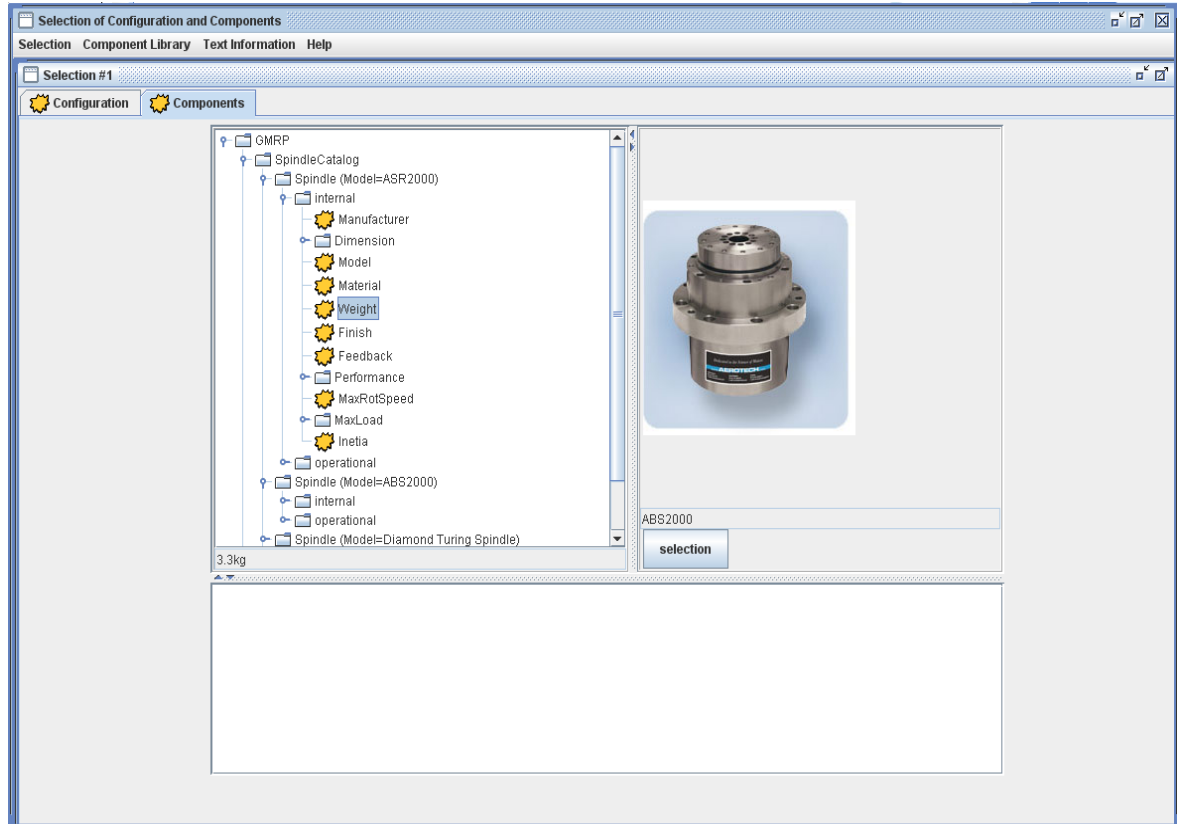 Selection of Configuration and Components
Selection Component Library Text Information Help
Selection #1
Configuration Components
GMRP
SpindleCatalog
Spindle (Model=ASR2000)
internal
Manufacturer
Dimension
Model
Material
Weight
Finish
Feedback
Performance
MaxRotSpeed
MaxLoad
Inetia
operational
Spindle (Model=ABS2000)
internal
operational
Spindle (Model=Diamond Turing Spindle)
3.3kg
AEROTECH
ABS2000
selection